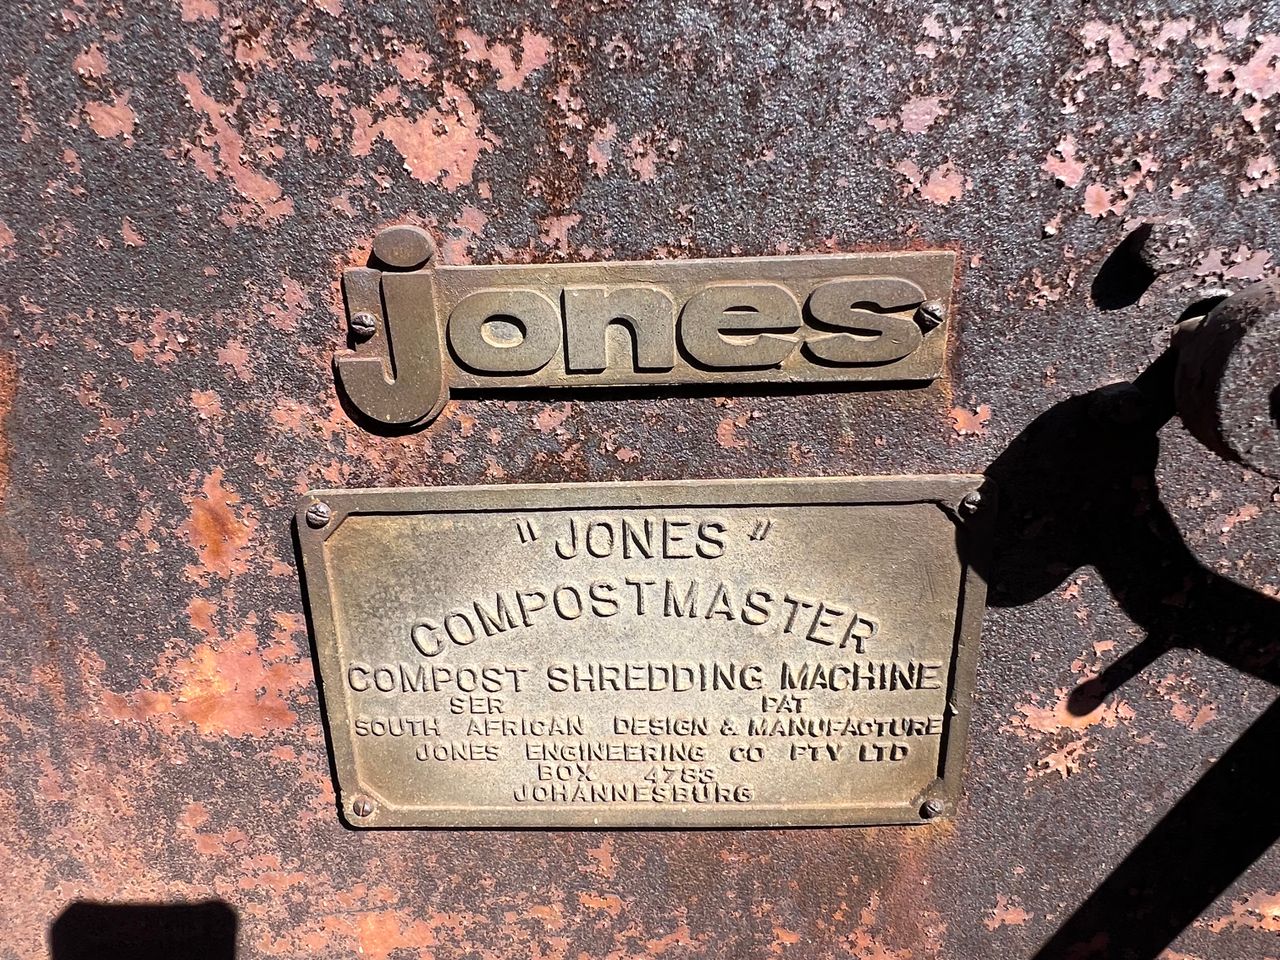 jones
"JONES"
COMPOSTMASTER
COMPOST SHREDDING MACHINE
SER PAT
SOUTH AFRICAN DESIGN & MANUFACTURE
JONES ENGINEERING CO PTY LTD
BOX 4783
JOHANNESBURG